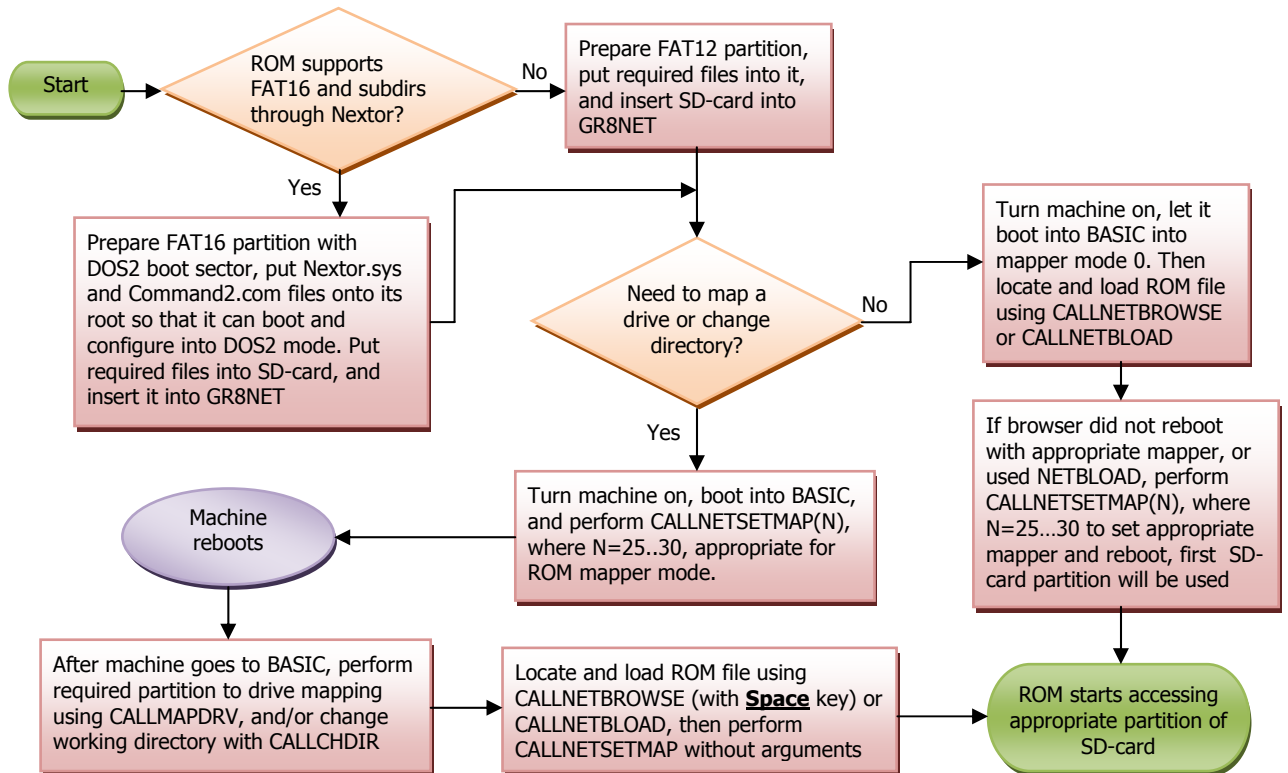 Start
ROM supports
FAT16 and subdirs
through Nextor?
No
Prepare FAT12 partition,
put required files into it,
and insert SD-card into
GR8NET
Yes
Prepare FAT16 partition with
DOS2 boot sector, put Nextor.sys
and Command2.com files onto its
root so that it can boot and
configure into DOS2 mode. Put
required files into SD-card, and
insert it into GR8NET
Need to map a
drive or change
directory?
No
Turn machine on, let it
boot into BASIC into
mapper mode 0. Then
locate and load ROM file
using CALLNETBROWSE
or CALLNETBLOAD
If browser did not reboot
with appropriate mapper, or
used NETBLOAD, perform
CALLNETSETMAP(N), where
N=25...30 to set appropriate
mapper and reboot, first SD-
card partition will be used
Yes
Turn machine on, boot into BASIC,
and perform CALLNETSETMAP(N),
where N=25..30, appropriate for
ROM mapper mode.
Machine
reboots
After machine goes to BASIC, perform
required partition to drive mapping
using CALLMAPDRV, and/or change
working directory with CALLCHDIR
Locate and load ROM file using
CALLNETBROWSE (with Space key) or
CALLNETBLOAD, then perform
CALLNETSETMAP without arguments
ROM starts accessing
appropriate partition of
SD-card